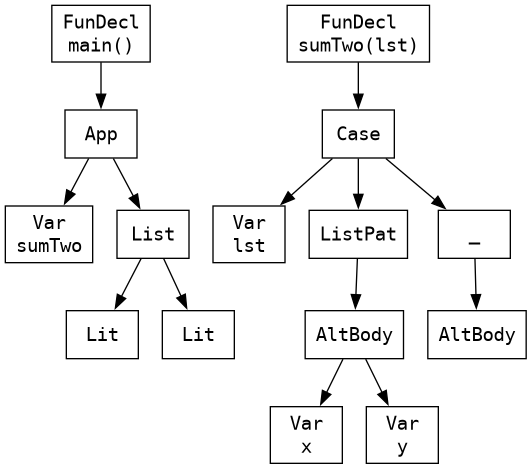 FunDecl
main()
FunDecl
sumTwo(lst)
App
Case
Var
sumTwo
List
Var
lst
ListPat
_
Lit
Lit
AltBody
AltBody
Var
x
Var
y